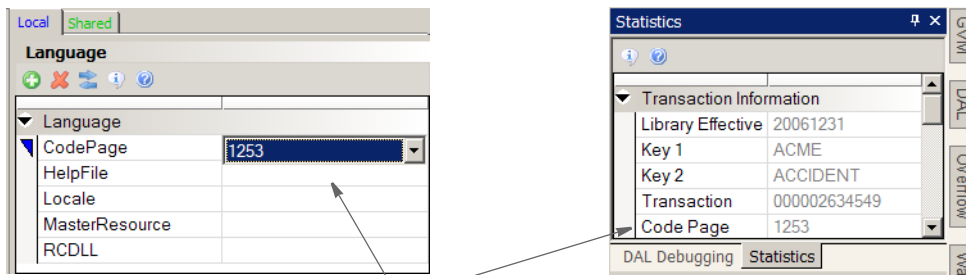 Local Shared
Language
Language
CodePage 1253
HelpFile
Locale
MasterResource
RCDLL
Statistics
Transaction Information
Library Effective 20061231
Key 1 ACME
Key 2 ACCIDENT
Transaction 000002634549
Code Page 1253
DAL Debugging Statistics
GVM
DAL
Overflow